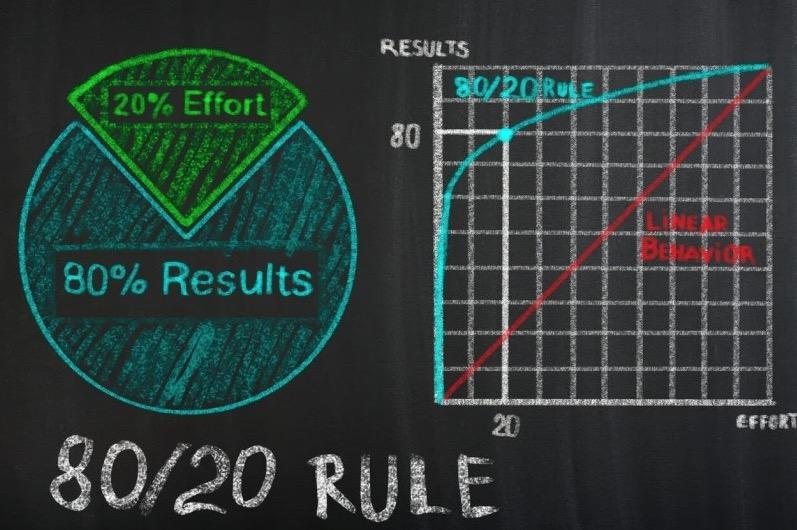 20% Effort
80% Results
80/20 RULE
RESULTS
80/20 RULE
80
LINEAR
BEHAVIOR
20
EFFORT